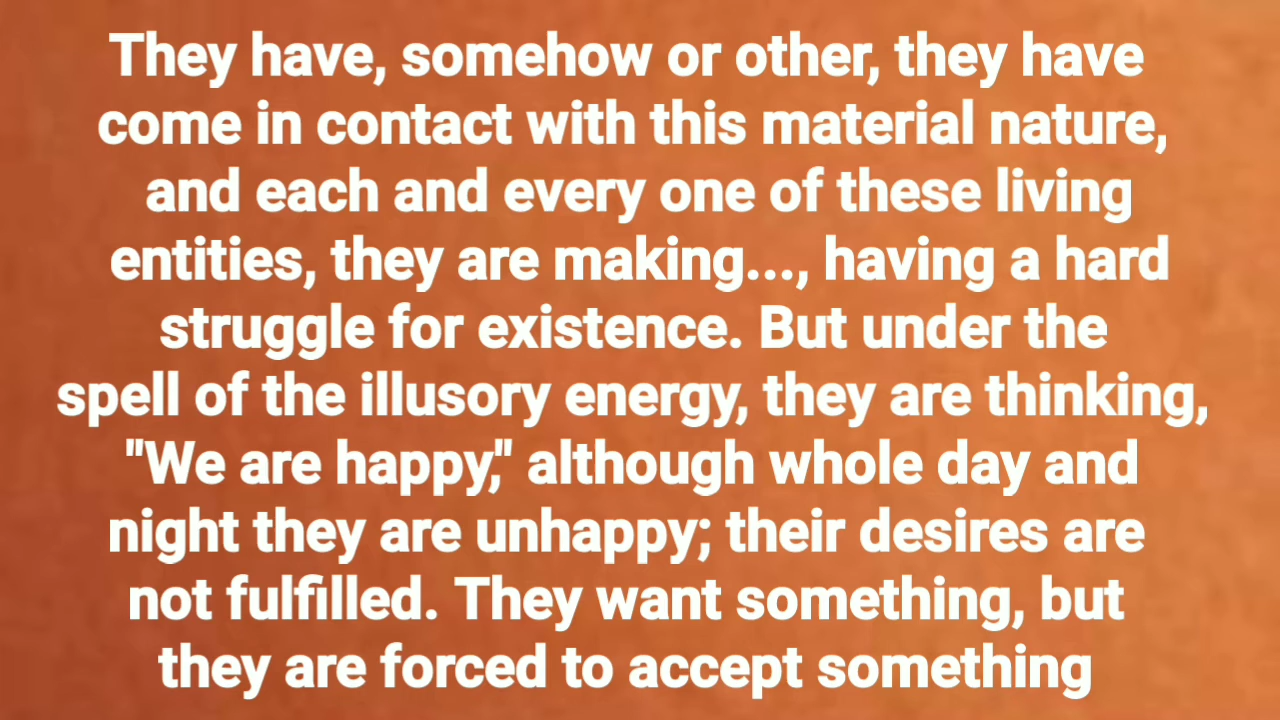 They have, somehow or other, they have
come in contact with this material nature,
and each and every one of these living
entities, they are making..., having a hard
struggle for existence. But under the
spell of the illusory energy, they are thinking,
"We are happy," although whole day and
night they are unhappy; their desires are
not fulfilled. They want something, but
they are forced to accept something